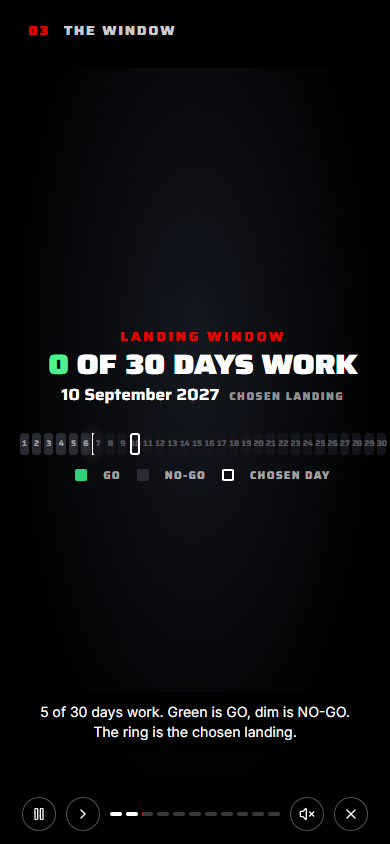 03 THE WINDOW
LANDING WINDOW
0 OF 30 DAYS WORK
10 September 2027 CHOSEN LANDING
1 2 3 4 5 6 7 8 9 11 12 13 14 15 16 17 18 19 20 21 22 23 24 25 26 27 28 29 30
GO NO-GO CHOSEN DAY
5 of 30 days work. Green is GO, dim is NO-GO.
The ring is the chosen landing.